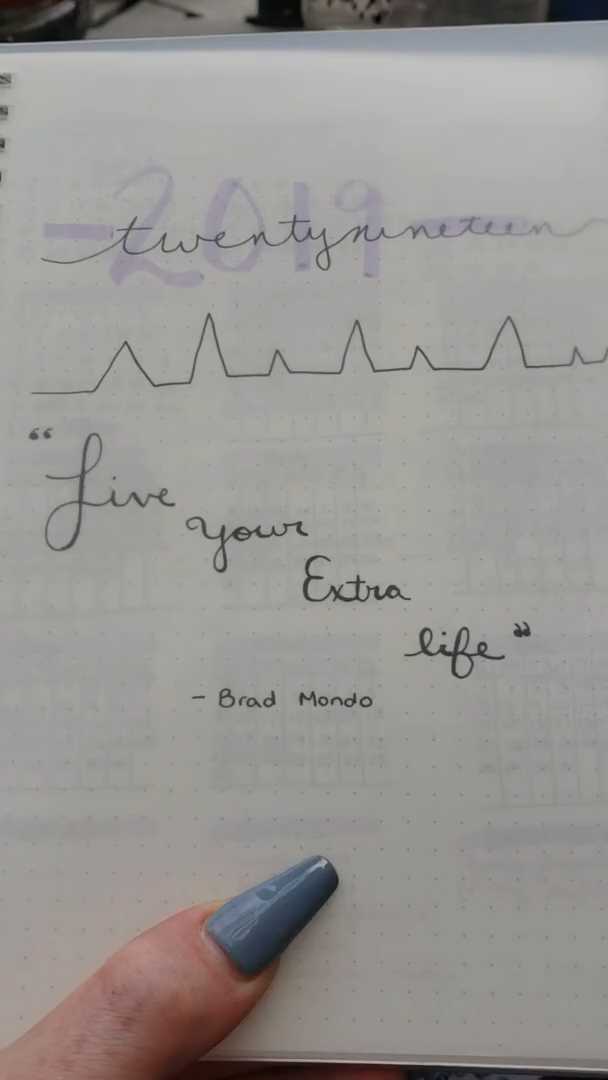 2019
twentynineteen
“Live
your
Extra
life”
- Brad Mondo